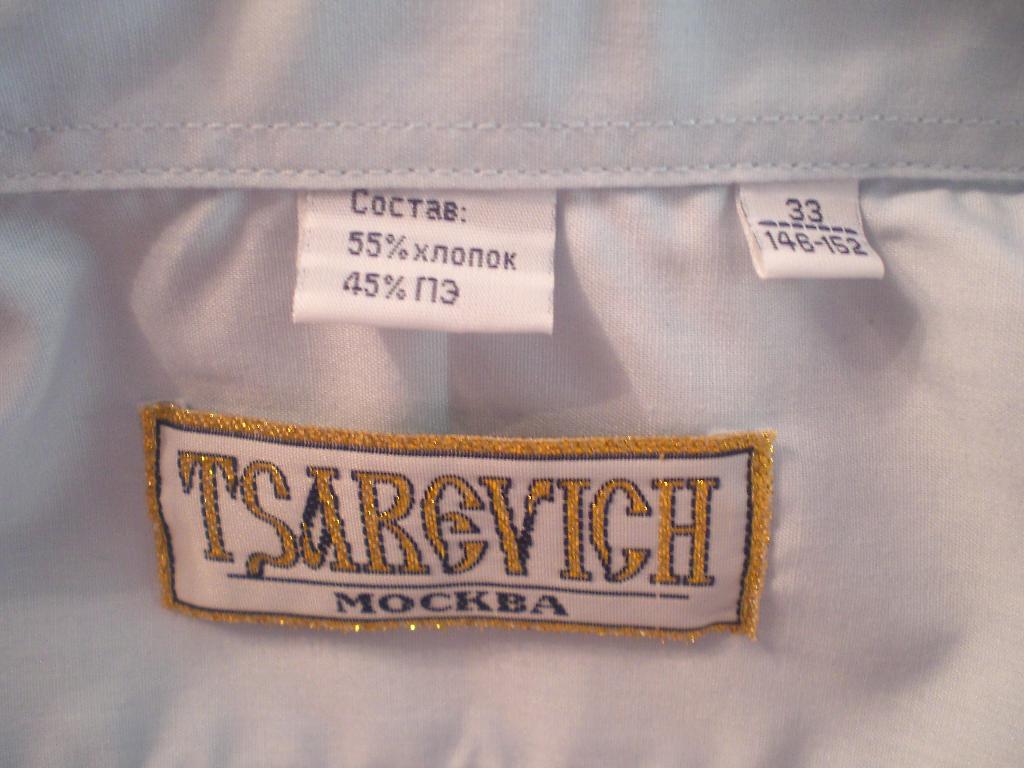 Состав:
55% хлопок
45% ПЭ
33
146-152
TSAREVICH
МОСКВА